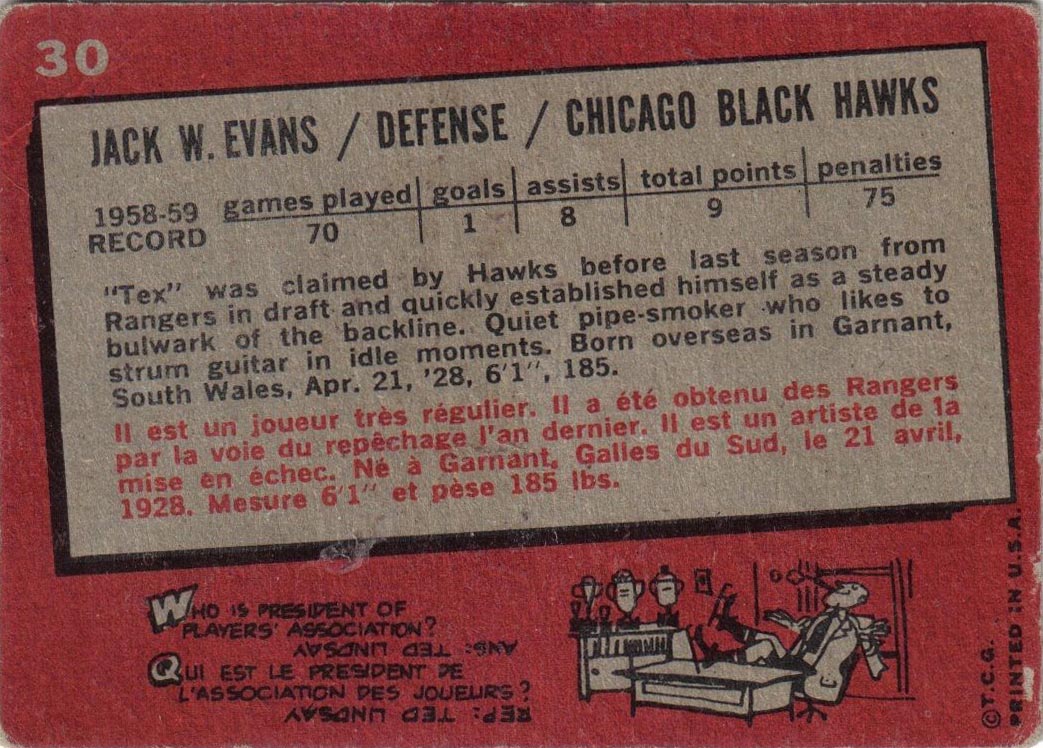 30
JACK W. EVANS / DEFENSE / CHICAGO BLACK HAWKS
1958-59 RECORD games played goals assists total points penalties
70 1 8 9 75
"Tex" was claimed by Hawks before last season from
Rangers in draft and quickly established himself as a steady
bulwark of the backline. Quiet pipe-smoker who likes to
strum guitar in idle moments. Born overseas in Garnant,
South Wales, Apr. 21, '28, 6'1", 185.
Il est un joueur très régulier. Il a été obtenu des Rangers
par la voie du repêchage l'an dernier. Il est un artiste de la
mise en échec. Né à Garnant, Galles du Sud, le 21 avril,
1928. Mesure 6'1" et pèse 185 lbs.
WHO IS PRESIDENT OF
PLAYERS' ASSOCIATION?
ANS: TED LINDSAY
QUI EST LE PRESIDENT DE
L'ASSOCIATION DES JOUEURS?
REP: TED LINDSAY
© T.C.G. PRINTED IN U.S.A.